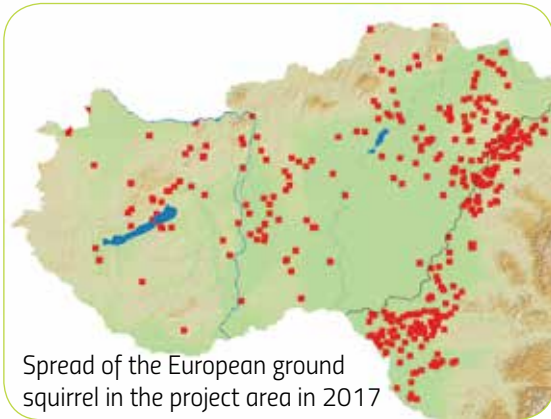 Spread of the European ground
squirrel in the project area in 2017